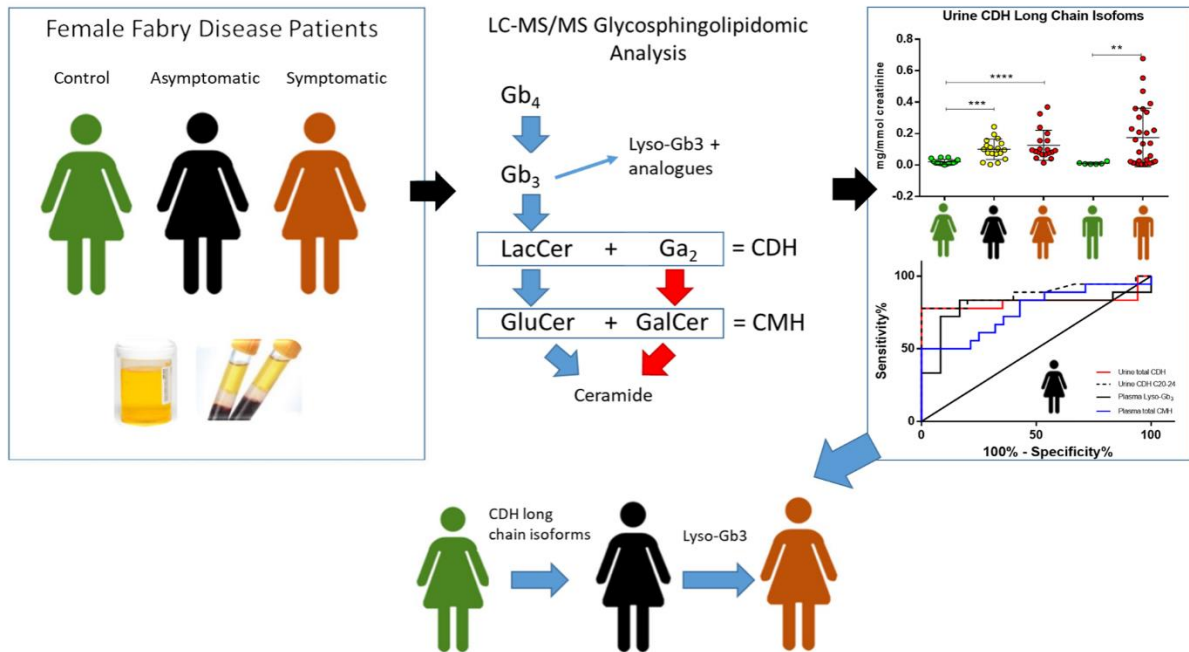 Female Fabry Disease Patients
Control Asymptomatic Symptomatic
LC-MS/MS Glycosphingolipidomic
Analysis
Gb4
Gb3
Lyso-Gb3 +
analogues
LacCer + Ga2 = CDH
GluCer + GalCer = CMH
Ceramide
Urine CDH Long Chain Isofoms
mg/mmol creatinine
0.8
0.6
0.4
0.2
0.0
-0.2
***
****
**
Sensitivity%
100
50
0
0 50 100
100% - Specificity%
Urine total CDH
Urine CDH C20-24
Plasma Lyso-Gb3
Plasma total CMH
CDH long
chain isoforms
Lyso-Gb3